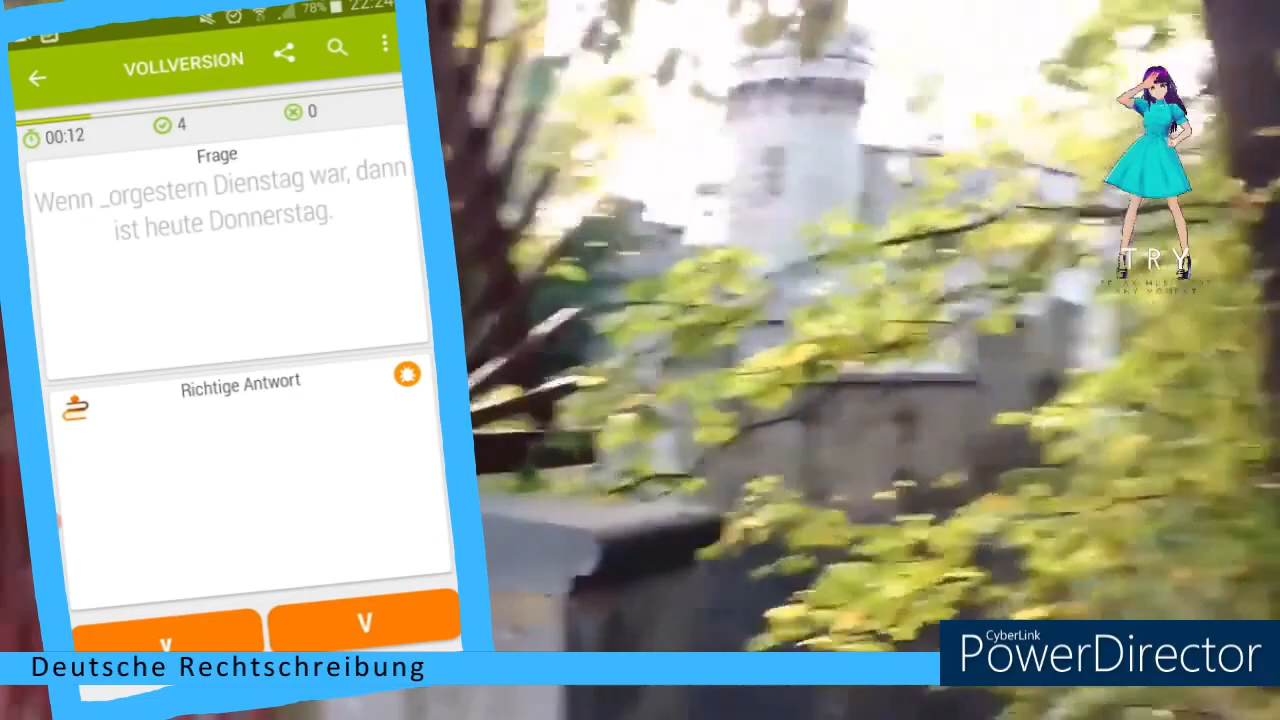 78%
22:24
VOLLVERSION
00:12
4
0
Frage
Wenn _orgestern Dienstag war, dann
ist heute Donnerstag.
Richtige Antwort
v
V
Deutsche Rechtschreibung
TRY
CyberLink
PowerDirector